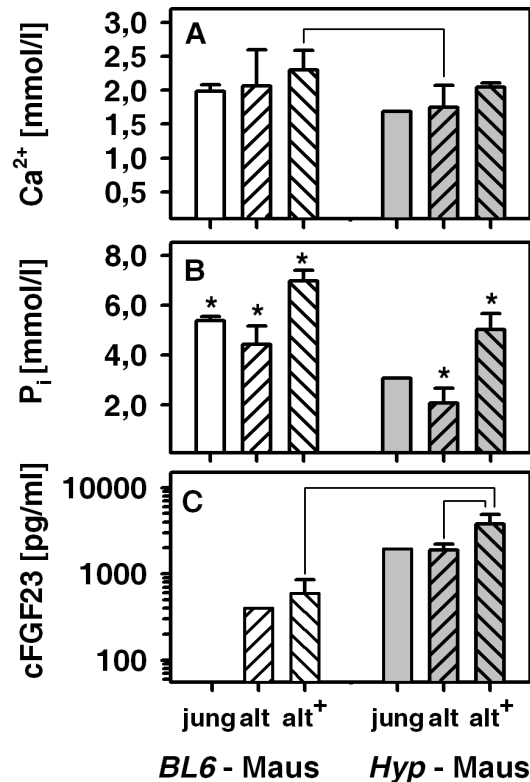 A
Ca2+ [mmol/l]
3,0
2,5
2,0
1,5
1,0
0,5
B
Pi [mmol/l]
8,0
6,0
4,0
2,0
* * * * *
C
cFGF23 [pg/ml]
10000
1000
100
jung alt alt+ jung alt alt+
BL6 - Maus Hyp - Maus